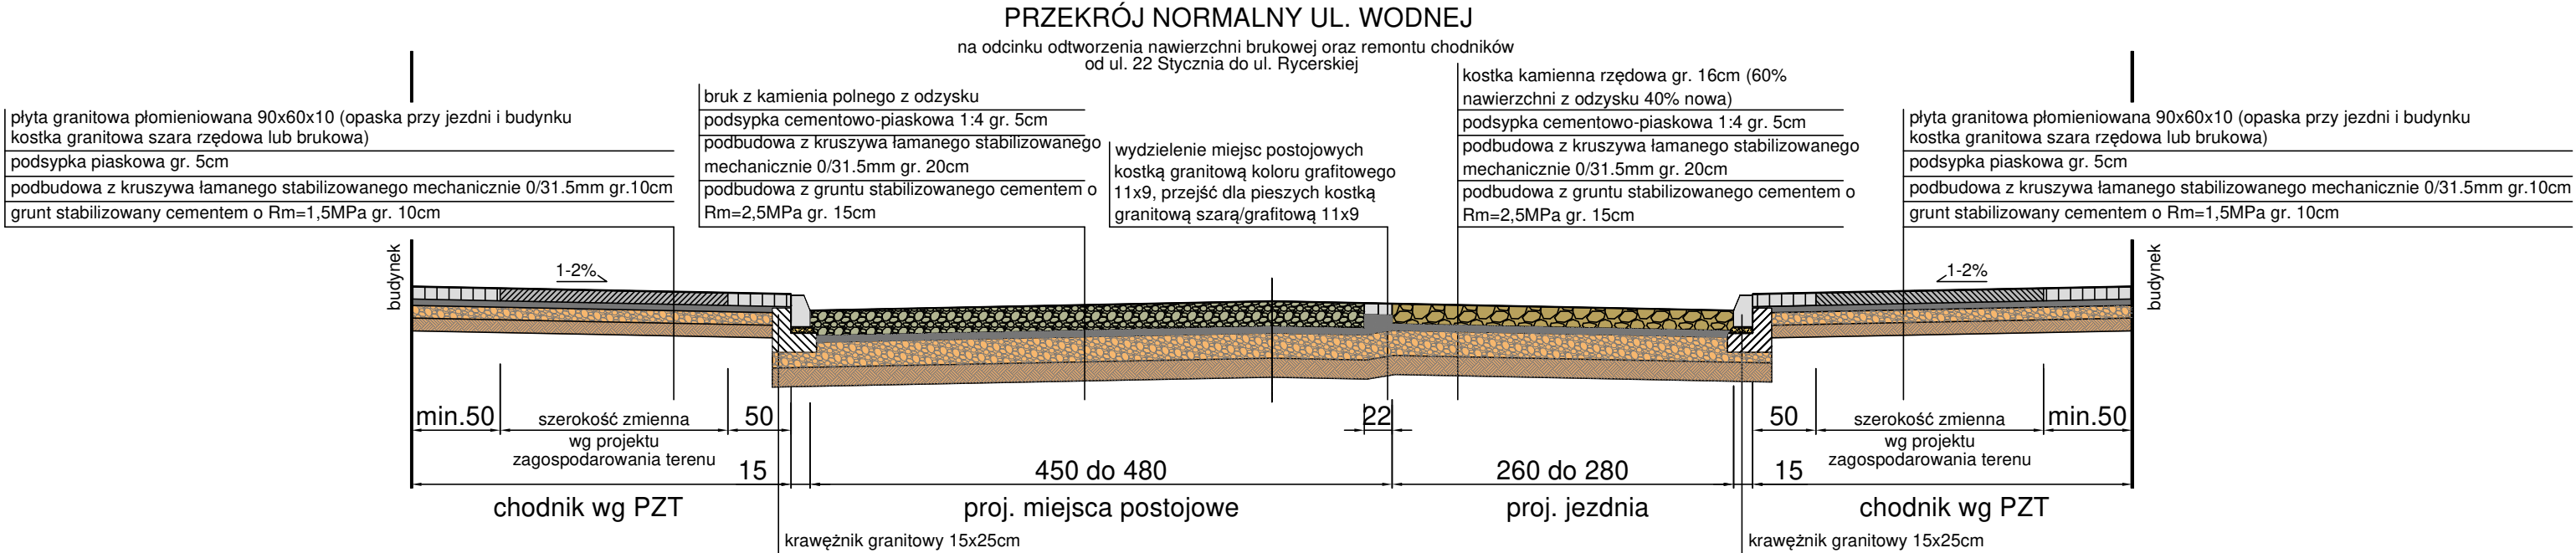 PRZEKRÓJ NORMALNY UL. WODNEJ
na odcinku odtworzenia nawierzchni brukowej oraz remontu chodników
od ul. 22 Stycznia do ul. Rycerskiej
płyta granitowa płomieniowana 90x60x10 (opaska przy jezdni i budynku
kostka granitowa szara rzędowa lub brukowa)
podsypka piaskowa gr. 5cm
podbudowa z kruszywa łamanego stabilizowanego mechanicznie 0/31.5mm gr.10cm
grunt stabilizowany cementem o Rm=1,5MPa gr. 10cm
bruk z kamienia polnego z odzysku
podsypka cementowo-piaskowa 1:4 gr. 5cm
podbudowa z kruszywa łamanego stabilizowanego
mechanicznie 0/31.5mm gr. 20cm
podbudowa z gruntu stabilizowanego cementem o
Rm=2,5MPa gr. 15cm
wydzielenie miejsc postojowych
kostką granitową koloru grafitowego
11x9, przejść dla pieszych kostką
granitową szarą/grafitową 11x9
kostka kamienna rzędowa gr. 16cm (60%
nawierzchni z odzysku 40% nowa)
podsypka cementowo-piaskowa 1:4 gr. 5cm
podbudowa z kruszywa łamanego stabilizowanego
mechanicznie 0/31.5mm gr. 20cm
podbudowa z gruntu stabilizowanego cementem o
Rm=2,5MPa gr. 15cm
płyta granitowa płomieniowana 90x60x10 (opaska przy jezdni i budynku
kostka granitowa szara rzędowa lub brukowa)
podsypka piaskowa gr. 5cm
podbudowa z kruszywa łamanego stabilizowanego mechanicznie 0/31.5mm gr.10cm
grunt stabilizowany cementem o Rm=1,5MPa gr. 10cm
budynek
1-2%
1-2%
budynek
min.50
szerokość zmienna
wg projektu
zagospodarowania terenu
50
22
50
szerokość zmienna
wg projektu
zagospodarowania terenu
min.50
15
450 do 480
260 do 280
15
chodnik wg PZT
proj. miejsca postojowe
proj. jezdnia
chodnik wg PZT
krawężnik granitowy 15x25cm
krawężnik granitowy 15x25cm